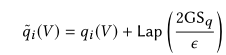 q̃ᵢ(V) = qᵢ(V) + Lap(2GS_q / ϵ)